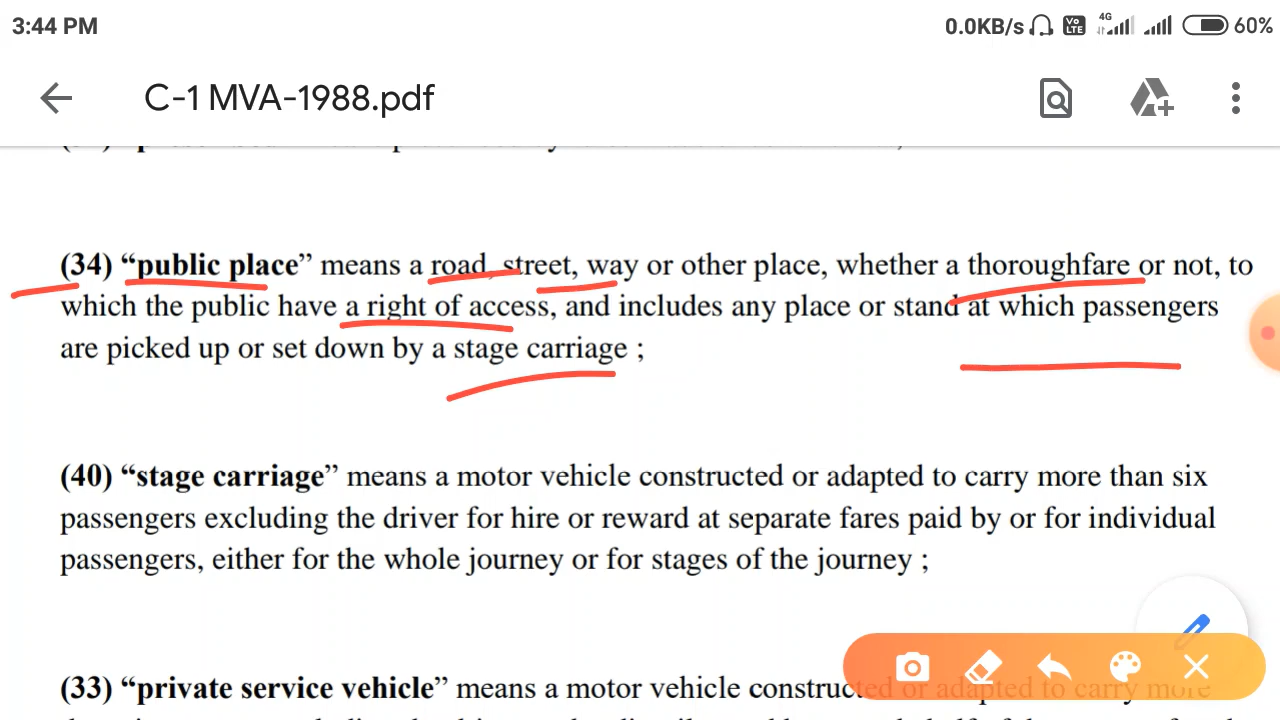 3:44 PM
0.0KB/s
Vo LTE
4G
60%
C-1 MVA-1988.pdf
(34) “public place” means a road, street, way or other place, whether a thoroughfare or not, to
which the public have a right of access, and includes any place or stand at which passengers
are picked up or set down by a stage carriage ;
(40) “stage carriage” means a motor vehicle constructed or adapted to carry more than six
passengers excluding the driver for hire or reward at separate fares paid by or for individual
passengers, either for the whole journey or for stages of the journey ;
(33) “private service vehicle” means a motor vehicle constructed or adapted to carry more